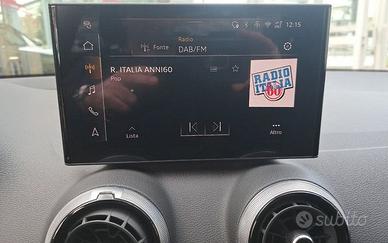 12:15
Radio
Fonte
DAB/FM
R. ITALIA ANNI60
Pop
RADIO
ITALIA
60
Lista
Altro
subito